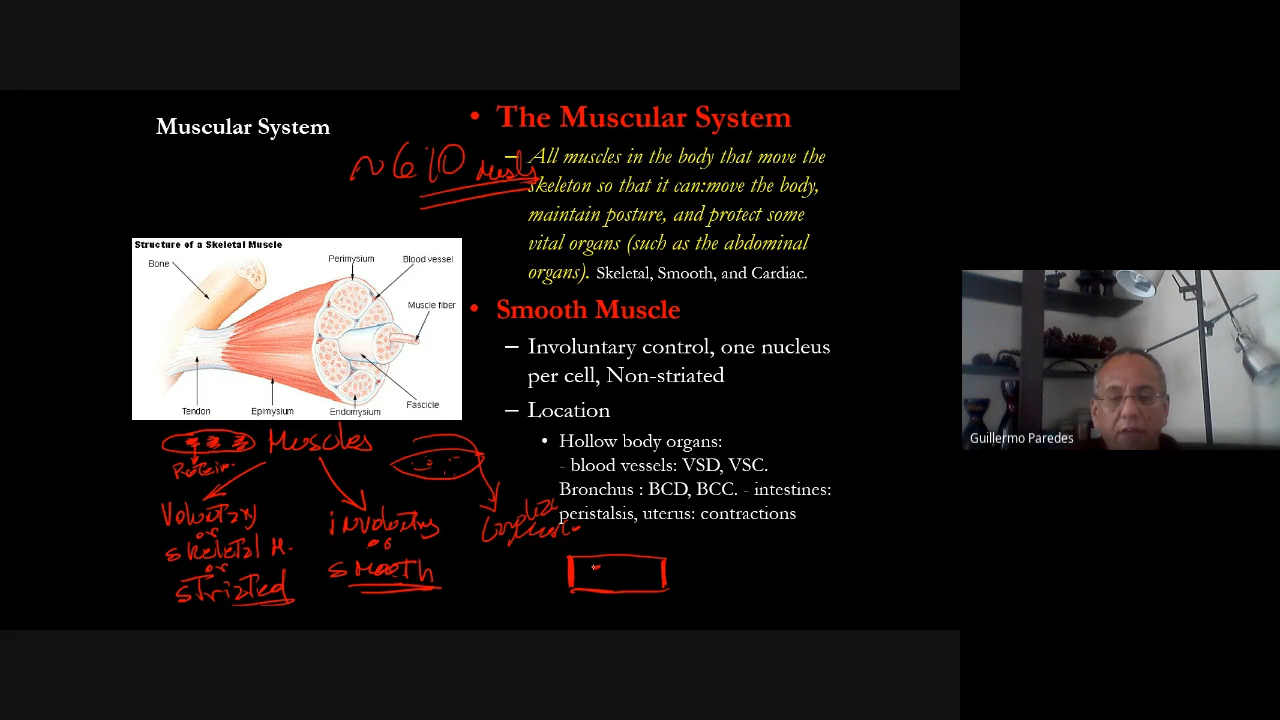 Muscular System
~ 610
• The Muscular System
– All muscles in the body that move the
skeleton so that it can:move the body,
maintain posture, and protect some
vital organs (such as the abdominal
organs). Skeletal, Smooth, and Cardiac.
• Smooth Muscle
– Involuntary control, one nucleus
per cell, Non-striated
– Location
• Hollow body organs:
- blood vessels: VSD, VSC.
Bronchus : BCD, BCC. - intestines:
peristalsis, uterus: contractions
Structure of a Skeletal Muscle
Bone
Perimysium
Blood vessel
Muscle fiber
Fascicle
Tendon
Epimysium
Endomysium
Muscles
Protein.
Voluntary
or
Skeletal M.
or
Striated
involuntary
or
Smooth
Guillermo Paredes